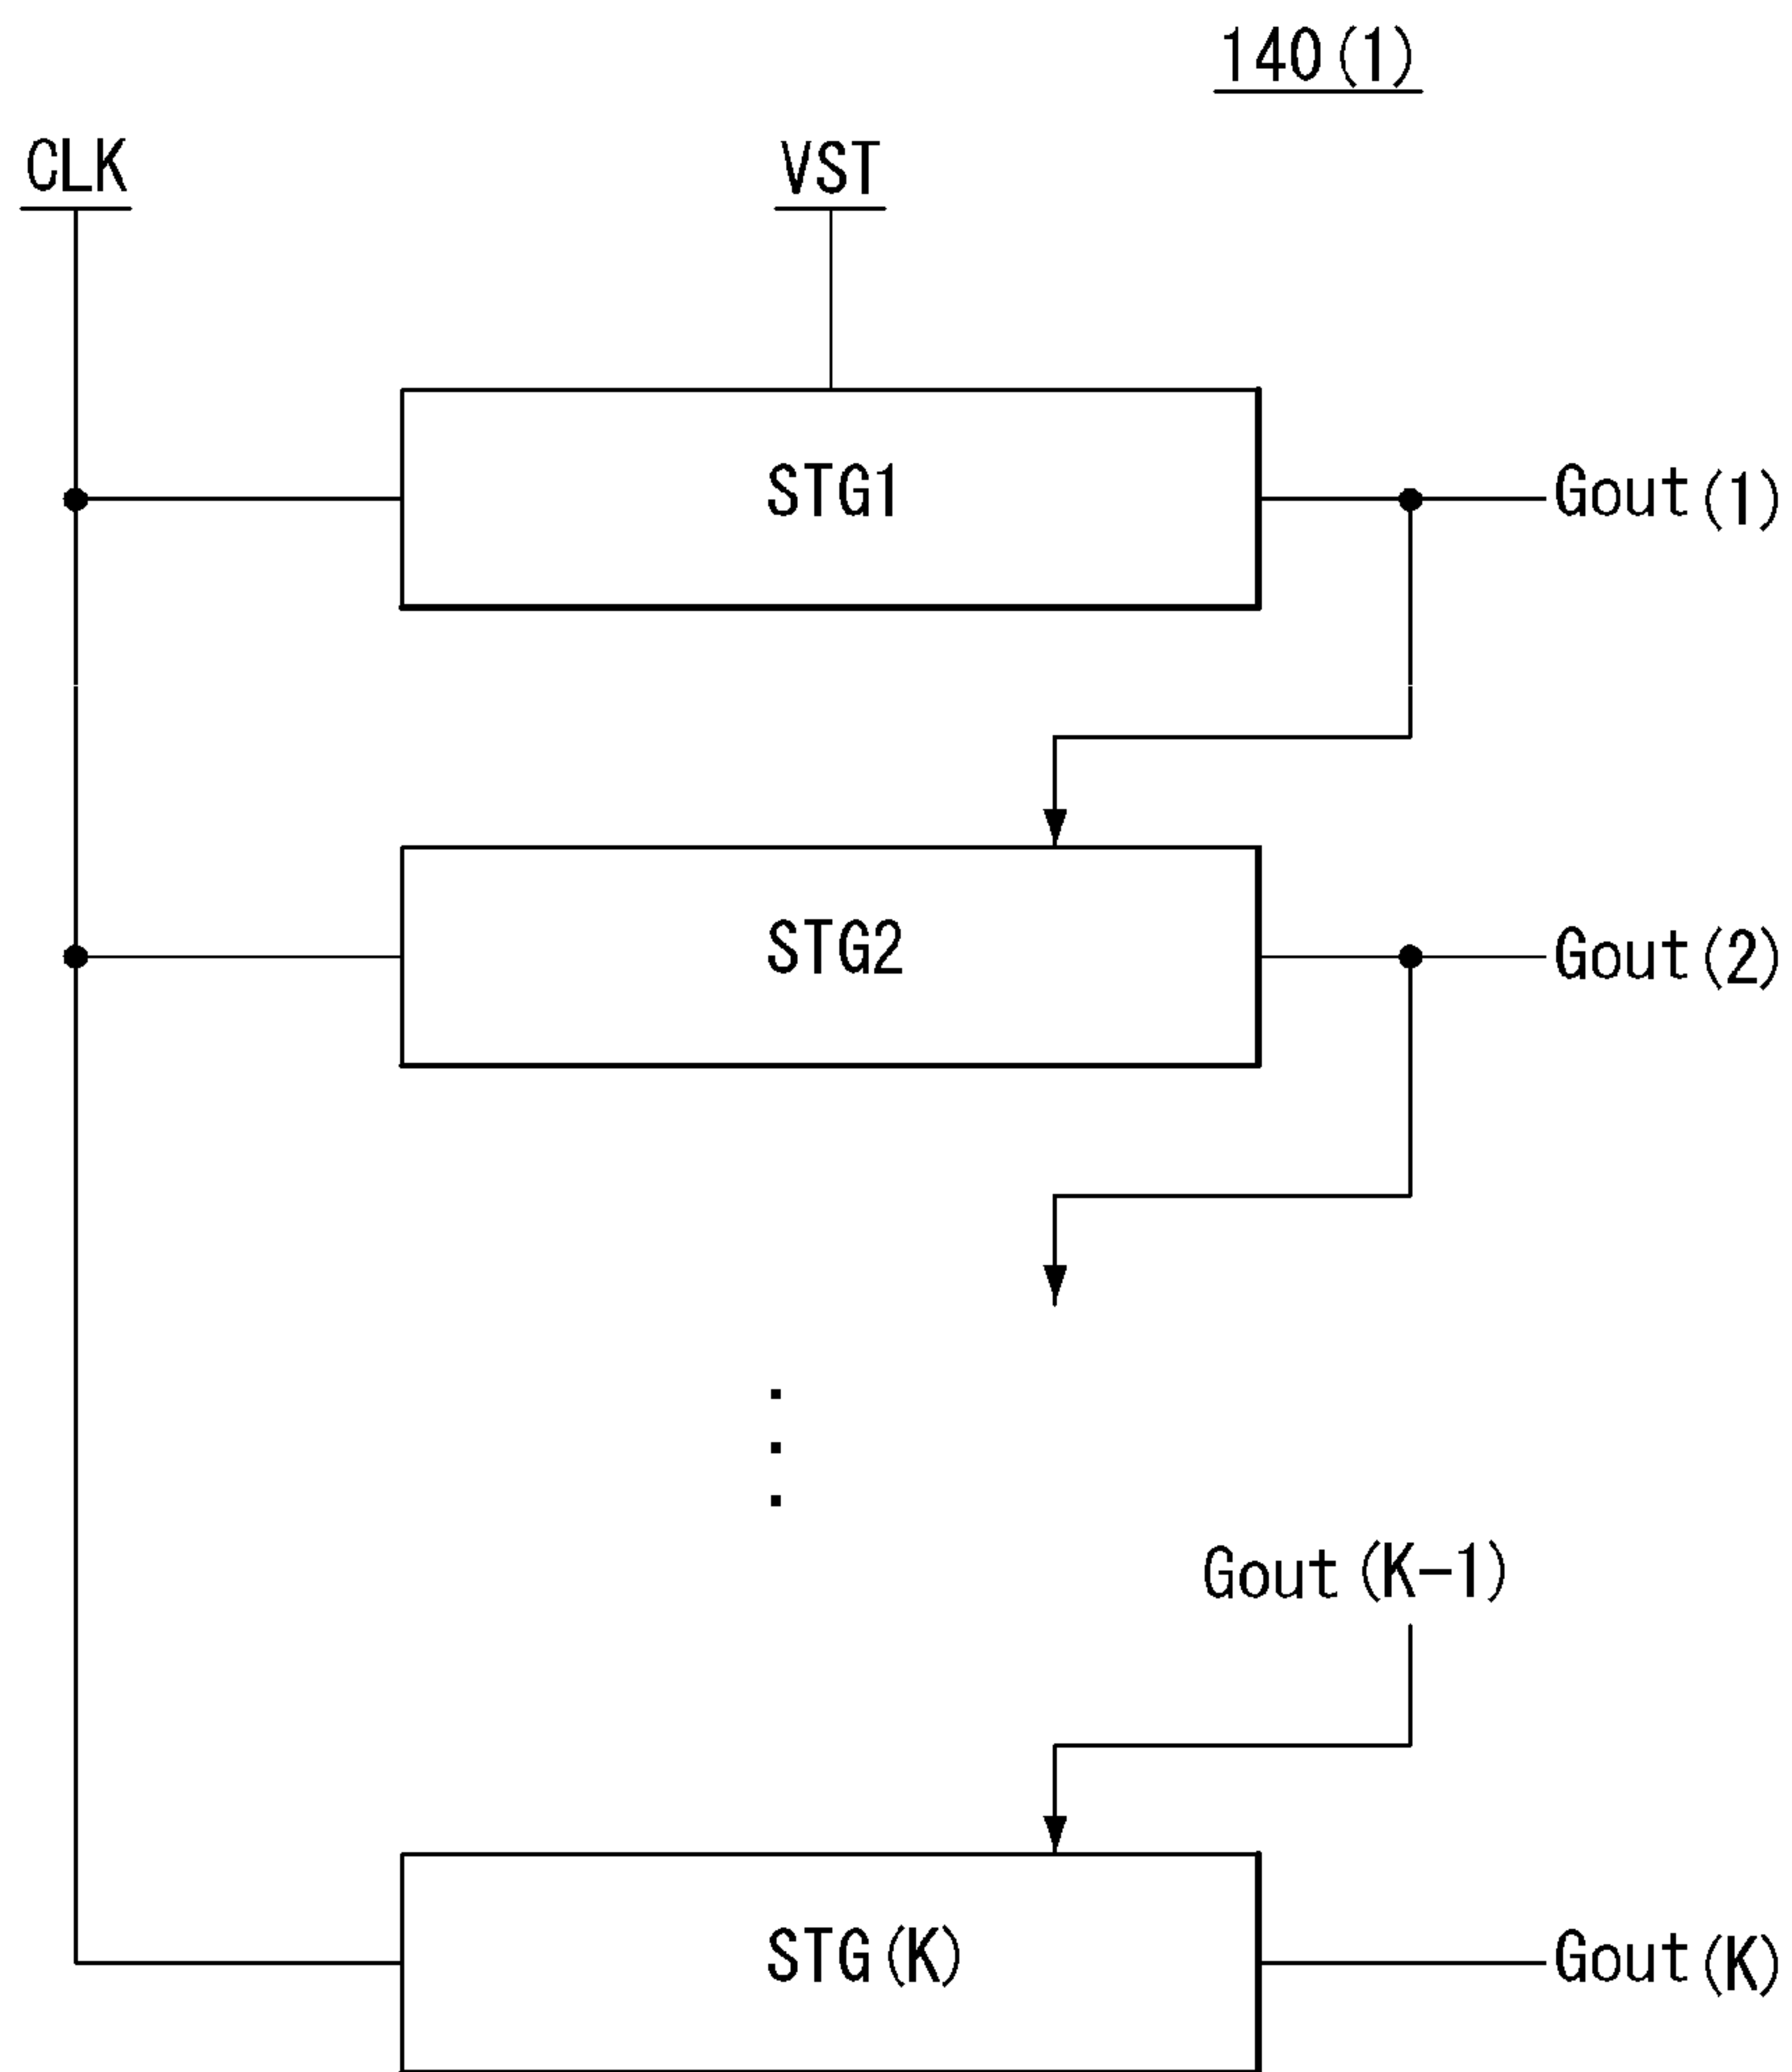 140(1)
CLK
VST
STG1
Gout(1)
STG2
Gout(2)
Gout(K-1)
STG(K)
Gout(K)